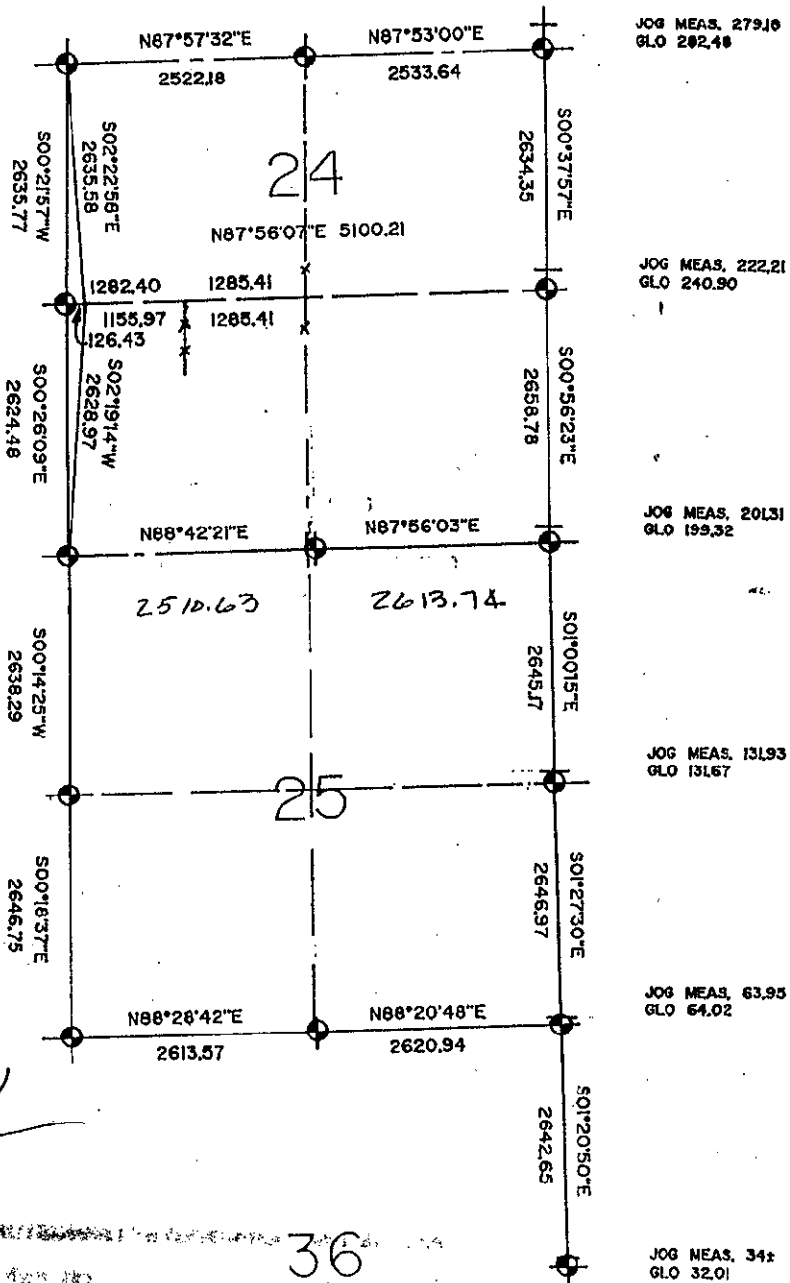 JOG MEAS. 279.18
GLO 282.48
N87°57'32"E
N87°53'00"E
2522.18
2533.64
S00°21'57"W
2635.77
S02°22'58"E
2635.58
24
S00°37'57"E
2634.35
N87°56'07"E 5100.21
JOG MEAS. 222.21
GLO 240.90
1282.40
1285.41
1155.97
1285.41
126.43
S00°26'09"E
2624.48
S02°19'14"W
2628.97
S00°56'23"E
2658.78
JOG MEAS. 201.31
GLO 199.32
N88°42'21"E
N87°56'03"E
2510.63
2613.74
S00°14'25"W
2638.29
S01°00'15"E
2645.17
JOG MEAS. 131.93
GLO 131.67
25
S00°18'37"E
2646.75
S01°27'30"E
2646.97
JOG MEAS. 63.95
GLO 64.02
N88°28'42"E
N88°20'48"E
2613.57
2620.94
S01°20'50"E
2642.65
36
JOG MEAS. 34±
GLO 32.01